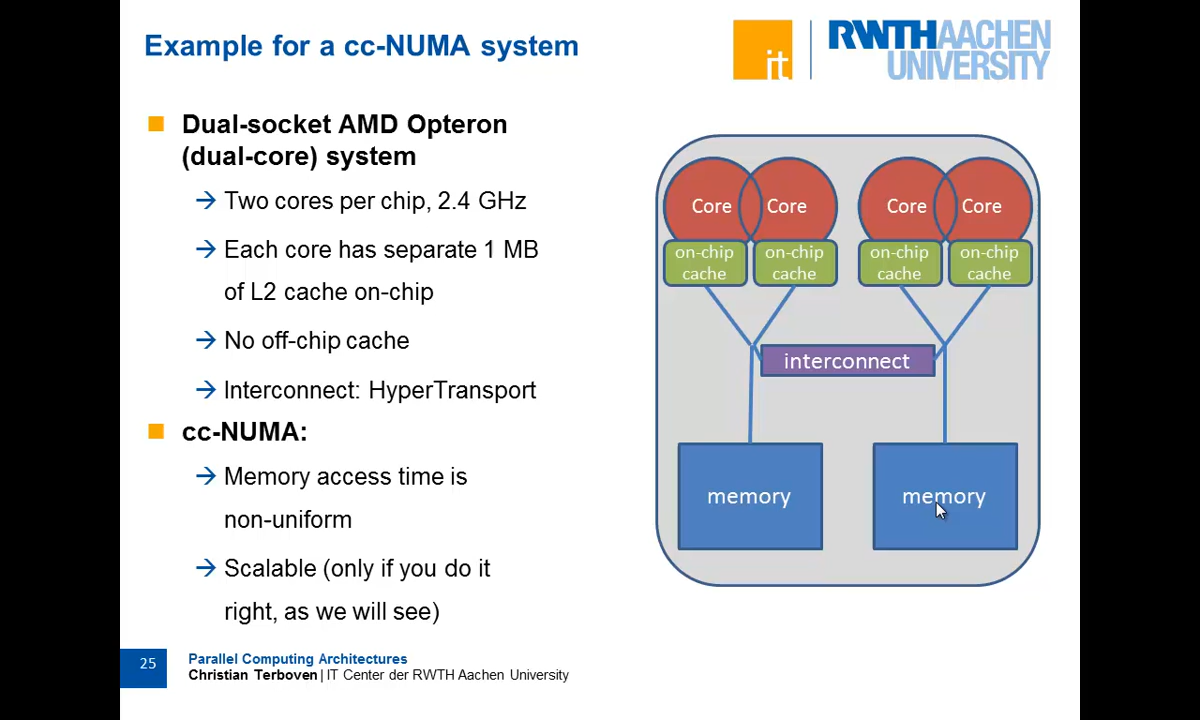 Example for a cc-NUMA system
it
RWTHAACHEN
UNIVERSITY
Dual-socket AMD Opteron
(dual-core) system
→ Two cores per chip, 2.4 GHz
→ Each core has separate 1 MB
of L2 cache on-chip
→ No off-chip cache
→ Interconnect: HyperTransport
cc-NUMA:
→ Memory access time is
non-uniform
→ Scalable (only if you do it
right, as we will see)
Core Core Core Core
on-chip on-chip on-chip on-chip
cache cache cache cache
interconnect
memory memory
25
Parallel Computing Architectures
Christian Terboven | IT Center der RWTH Aachen University